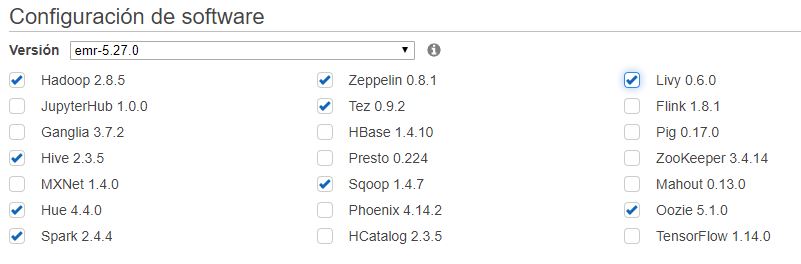 Configuración de software
Versión emr-5.27.0
Hadoop 2.8.5 Zeppelin 0.8.1 Livy 0.6.0
JupyterHub 1.0.0 Tez 0.9.2 Flink 1.8.1
Ganglia 3.7.2 HBase 1.4.10 Pig 0.17.0
Hive 2.3.5 Presto 0.224 ZooKeeper 3.4.14
MXNet 1.4.0 Sqoop 1.4.7 Mahout 0.13.0
Hue 4.4.0 Phoenix 4.14.2 Oozie 5.1.0
Spark 2.4.4 HCatalog 2.3.5 TensorFlow 1.14.0